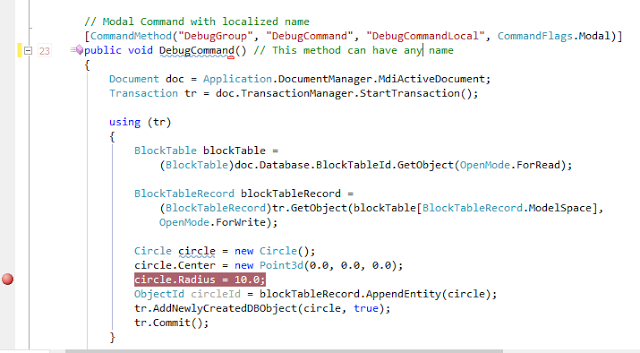 // Modal Command with localized name
[CommandMethod("DebugGroup", "DebugCommand", "DebugCommandLocal", CommandFlags.Modal)]
23 public void DebugCommand() // This method can have any name
{
Document doc = Application.DocumentManager.MdiActiveDocument;
Transaction tr = doc.TransactionManager.StartTransaction();
using (tr)
{
BlockTable blockTable =
(BlockTable)doc.Database.BlockTableId.GetObject(OpenMode.ForRead);
BlockTableRecord blockTableRecord =
(BlockTableRecord)tr.GetObject(blockTable[BlockTableRecord.ModelSpace],
OpenMode.ForWrite);
Circle circle = new Circle();
circle.Center = new Point3d(0.0, 0.0, 0.0);
circle.Radius = 10.0;
ObjectId circleId = blockTableRecord.AppendEntity(circle);
tr.AddNewlyCreatedDBObject(circle, true);
tr.Commit();
}